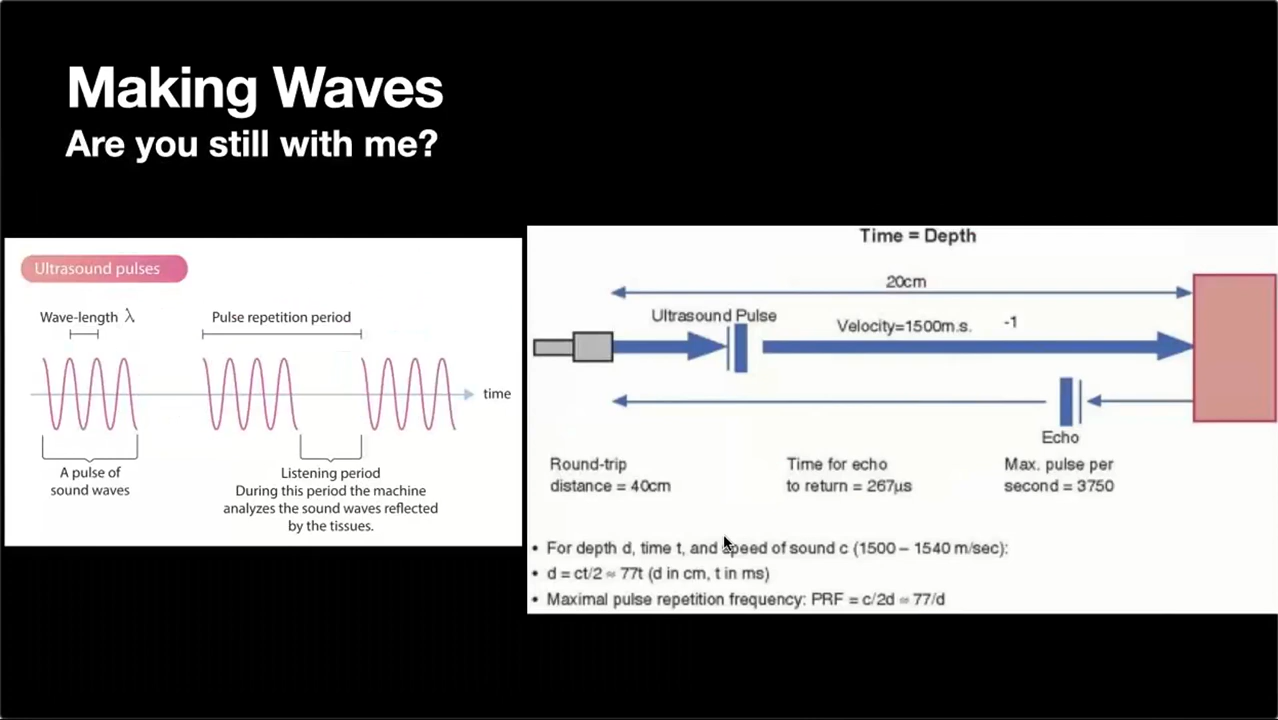 Making Waves
Are you still with me?
Ultrasound pulses
Wave-length λ
Pulse repetition period
time
A pulse of
sound waves
Listening period
During this period the machine
analyzes the sound waves reflected
by the tissues.
Time = Depth
20cm
Ultrasound Pulse
Velocity=1500m.s. -1
Echo
Round-trip
distance = 40cm
Time for echo
to return = 267µs
Max. pulse per
second = 3750
• For depth d, time t, and speed of sound c (1500 – 1540 m/sec):
• d = ct/2 ≈ 77t (d in cm, t in ms)
• Maximal pulse repetition frequency: PRF = c/2d ≈ 77/d